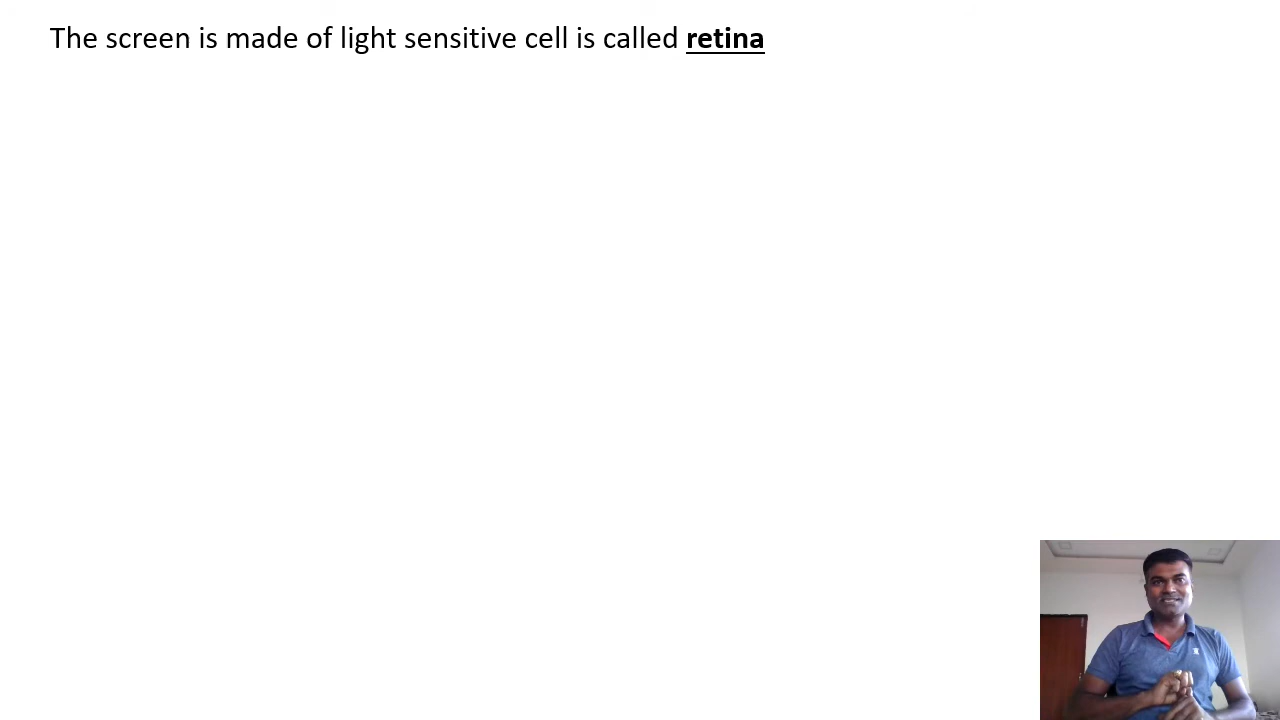 The screen is made of light sensitive cell is called retina